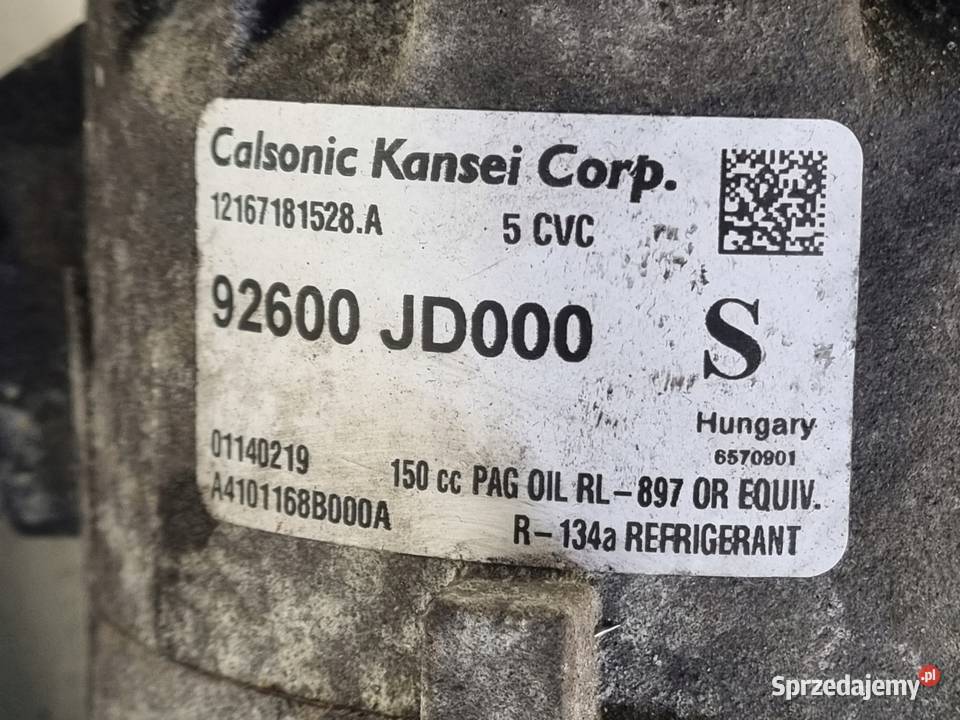 Calsonic Kansei Corp.
12167181528.A 5 CVC
92600 JD000 S
Hungary
6570901
01140219
150 cc PAG OIL RL-897 OR EQUIV.
A4101168B000A
R-134a REFRIGERANT
Sprzedajemy.pl